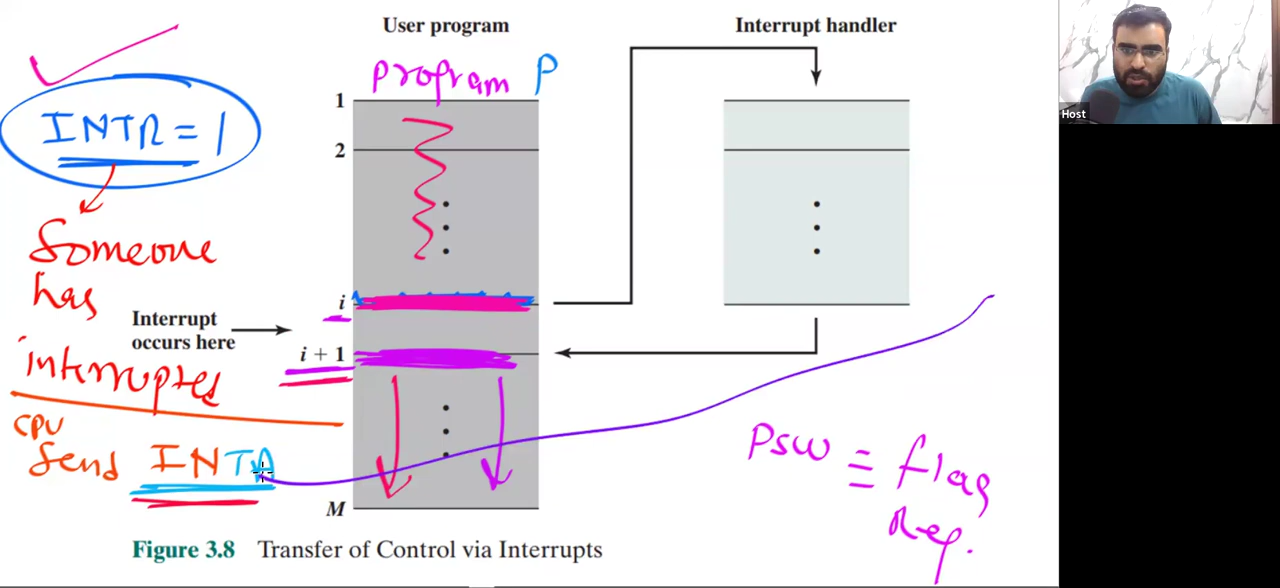 User program
Interrupt handler
Program P
INTR = 1
1
2
Someone
has
interrupted
i
Interrupt
occurs here
i + 1
CPU
Send INTA
M
PSW = flag
Reg.
Figure 3.8 Transfer of Control via Interrupts
Host